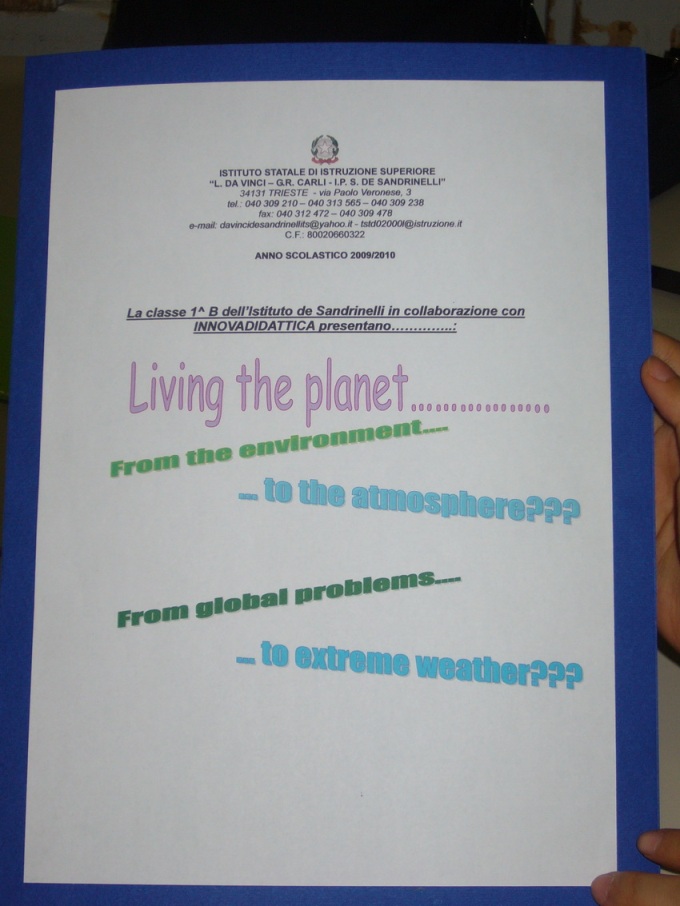 ISTITUTO STATALE DI ISTRUZIONE SUPERIORE
"L. DA VINCI – G.R. CARLI - I.P. S. DE SANDRINELLI"
34131 TRIESTE - via Paolo Veronese, 3
tel.: 040 309 210 – 040 313 565 – 040 309 238
fax: 040 312 472 – 040 309 478
e-mail: davincidesandrinellits@yahoo.it - tstd02000l@istruzione.it
C.F.: 80020660322
ANNO SCOLASTICO 2009/2010
La classe 1^ B dell'Istituto de Sandrinelli in collaborazione con
INNOVADIDATTICA presentano…………..:
Living the planet………………
From the environment....
... to the atmosphere???
From global problems....
... to extreme weather???